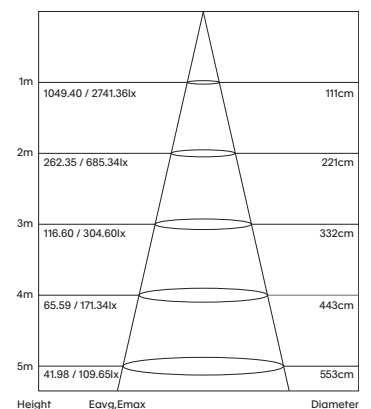 1m
1049.40 / 2741.36lx 111cm
2m
262.35 / 685.34lx 221cm
3m
116.60 / 304.60lx 332cm
4m
65.59 / 171.34lx 443cm
5m
41.98 / 109.65lx 553cm
Height Eavg,Emax Diameter